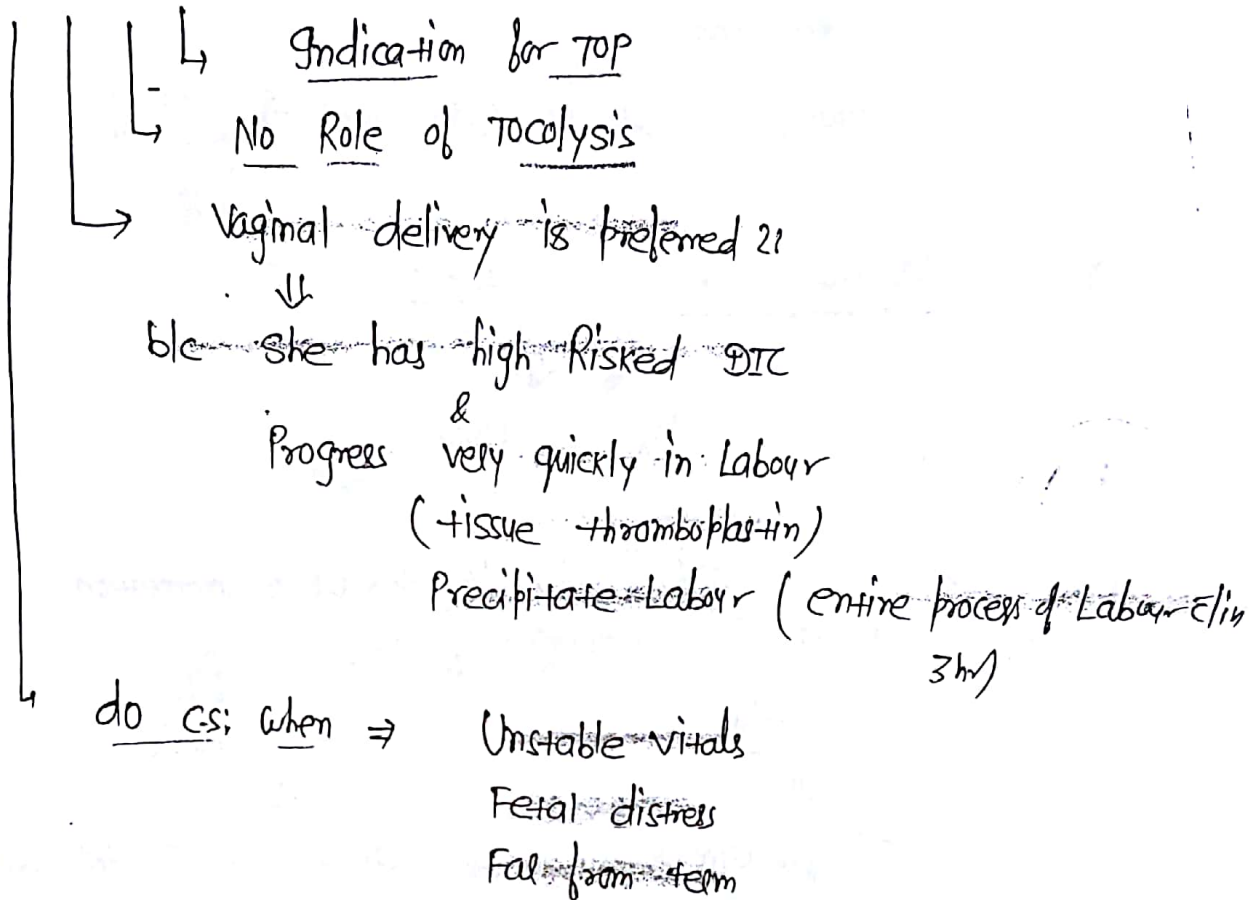 ↳ Indication for TOP
↳ No Role of Tocolysis
→ Vaginal delivery is preferred
⇓
b/c She has high Risked DIC
&
Progress very quickly in Labour
(tissue thromboplastin)
Precipitate Labour ( entire process of Labour c̄/in
3 hr)
do c.s; when ⇒ Unstable vitals
Fetal distress
Far from term